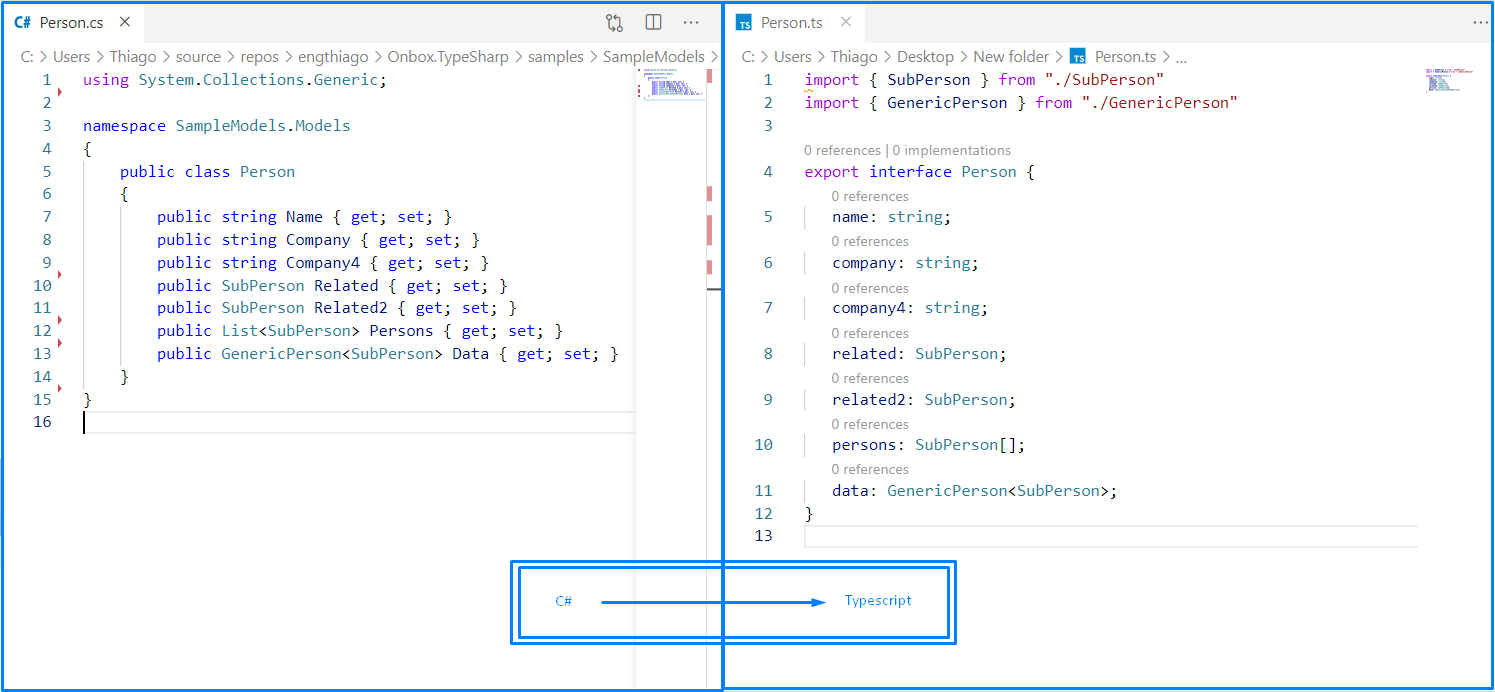 C# Person.cs
C: > Users > Thiago > source > repos > engthiago > Onbox.TypeSharp > samples > SampleModels >
1 using System.Collections.Generic;
2
3 namespace SampleModels.Models
4 {
5 public class Person
6 {
7 public string Name { get; set; }
8 public string Company { get; set; }
9 public string Company4 { get; set; }
10 public SubPerson Related { get; set; }
11 public SubPerson Related2 { get; set; }
12 public List<SubPerson> Persons { get; set; }
13 public GenericPerson<SubPerson> Data { get; set; }
14 }
15 }
16
TS Person.ts
C: > Users > Thiago > Desktop > New folder > TS Person.ts > ...
1 import { SubPerson } from "./SubPerson"
2 import { GenericPerson } from "./GenericPerson"
3
0 references | 0 implementations
4 export interface Person {
0 references
5 name: string;
0 references
6 company: string;
0 references
7 company4: string;
0 references
8 related: SubPerson;
0 references
9 related2: SubPerson;
0 references
10 persons: SubPerson[];
0 references
11 data: GenericPerson<SubPerson>;
12 }
13
C#
Typescript